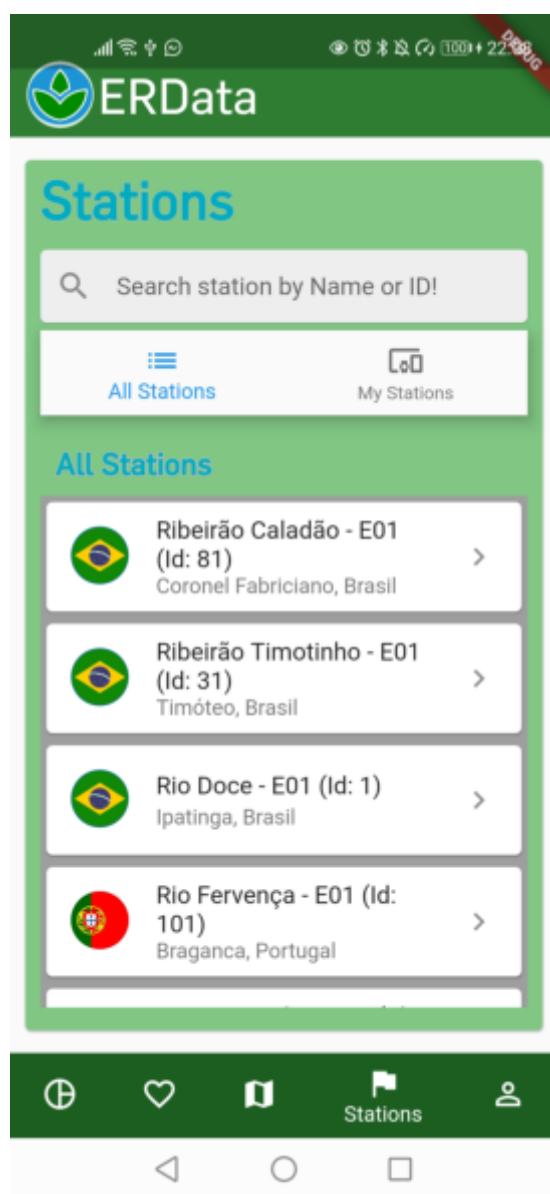 100
DEBUG
ERData
Stations
Search station by Name or ID!
All Stations
My Stations
All Stations
Ribeirão Caladão - E01
(Id: 81)
Coronel Fabriciano, Brasil
Ribeirão Timotinho - E01
(Id: 31)
Timóteo, Brasil
Rio Doce - E01 (Id: 1)
Ipatinga, Brasil
Rio Fervença - E01 (Id:
101)
Braganca, Portugal
Stations